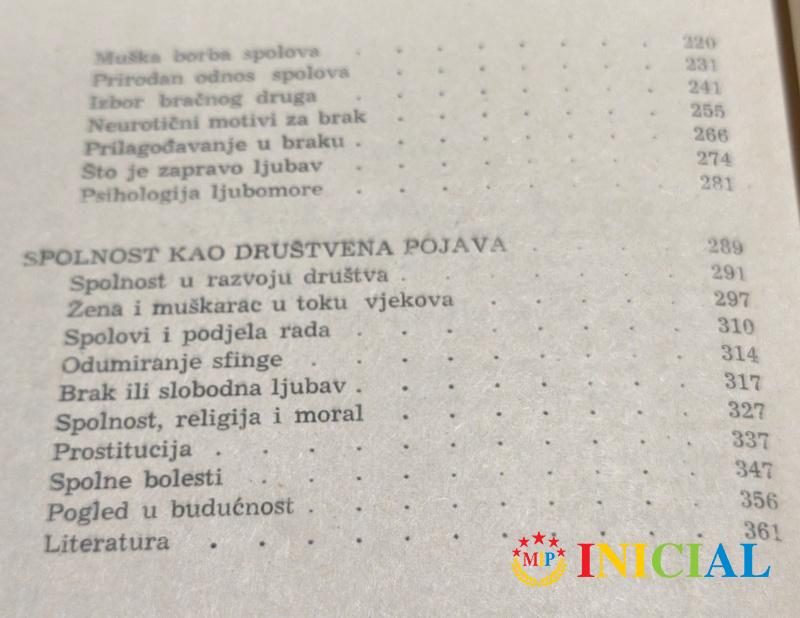 Muška borba spolova . . . . . . . 220
Prirodan odnos spolova . . . . . . . 231
Izbor bračnog druga . . . . . . . 241
Neurotični motivi za brak . . . . . . . 255
Prilagođavanje u braku . . . . . . . 266
Što je zapravo ljubav . . . . . . . 274
Psihologija ljubomore . . . . . . . 281
SPOLNOST KAO DRUŠTVENA POJAVA . . . . 289
Spolnost u razvoju društva . . . . . . . 291
Žena i muškarac u toku vjekova . . . . . 297
Spolovi i podjela rada . . . . . . . . 310
Odumiranje sfinge . . . . . . . . 314
Brak ili slobodna ljubav . . . . . . . . 317
Spolnost, religija i moral . . . . . . . 327
Prostitucija . . . . . . . . . . 337
Spolne bolesti . . . . . . . . . 347
Pogled u budućnost . . . . . . . . 356
Literatura . . . . . . . . . . . 361
MIP INICIAL